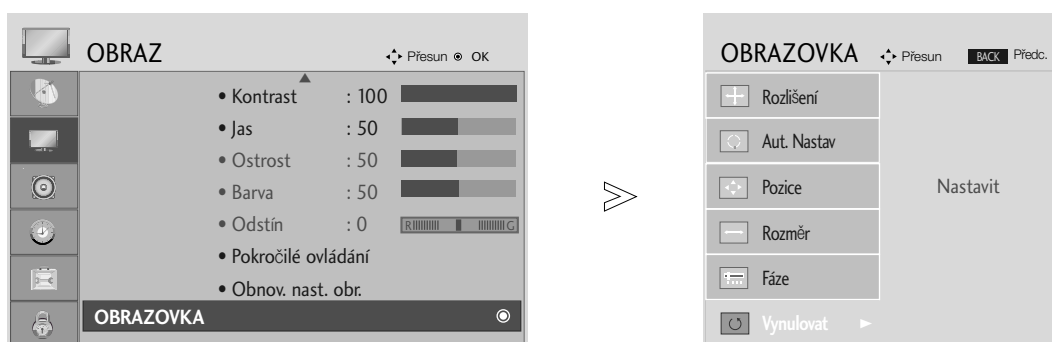 OBRAZ
Přesun OK
• Kontrast : 100
• Jas : 50
• Ostrost : 50
• Barva : 50
• Odstín : 0 R G
• Pokročilé ovládání
• Obnov. nast. obr.
OBRAZOVKA
OBRAZOVKA
Přesun BACK Předc.
Rozlišení
Aut. Nastav
Pozice
Nastavit
Rozměr
Fáze
Vynulovat